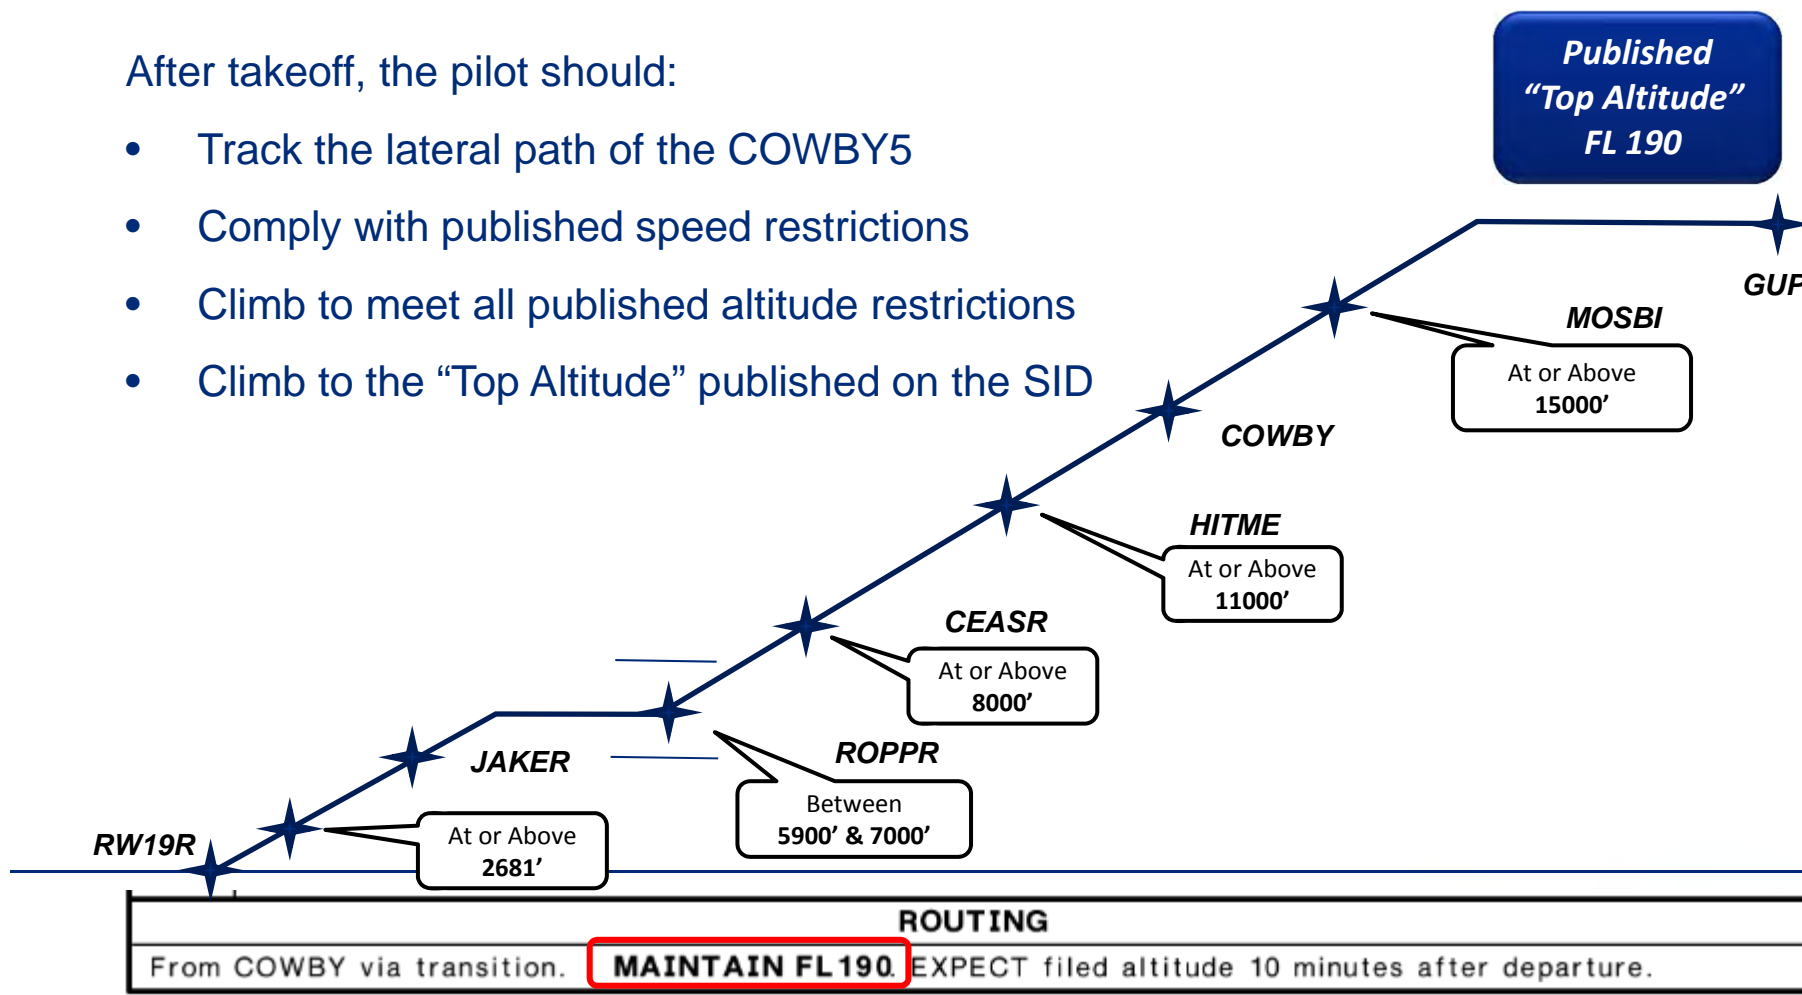 After takeoff, the pilot should:
• Track the lateral path of the COWBY5
• Comply with published speed restrictions
• Climb to meet all published altitude restrictions
• Climb to the “Top Altitude” published on the SID
Published
“Top Altitude”
FL 190
GUP
MOSBI
At or Above
15000’
COWBY
HITME
At or Above
11000’
CEASR
At or Above
8000’
ROPPR
Between
5900’ & 7000’
JAKER
At or Above
2681’
RW19R
ROUTING
From COWBY via transition. MAINTAIN FL190. EXPECT filed altitude 10 minutes after departure.